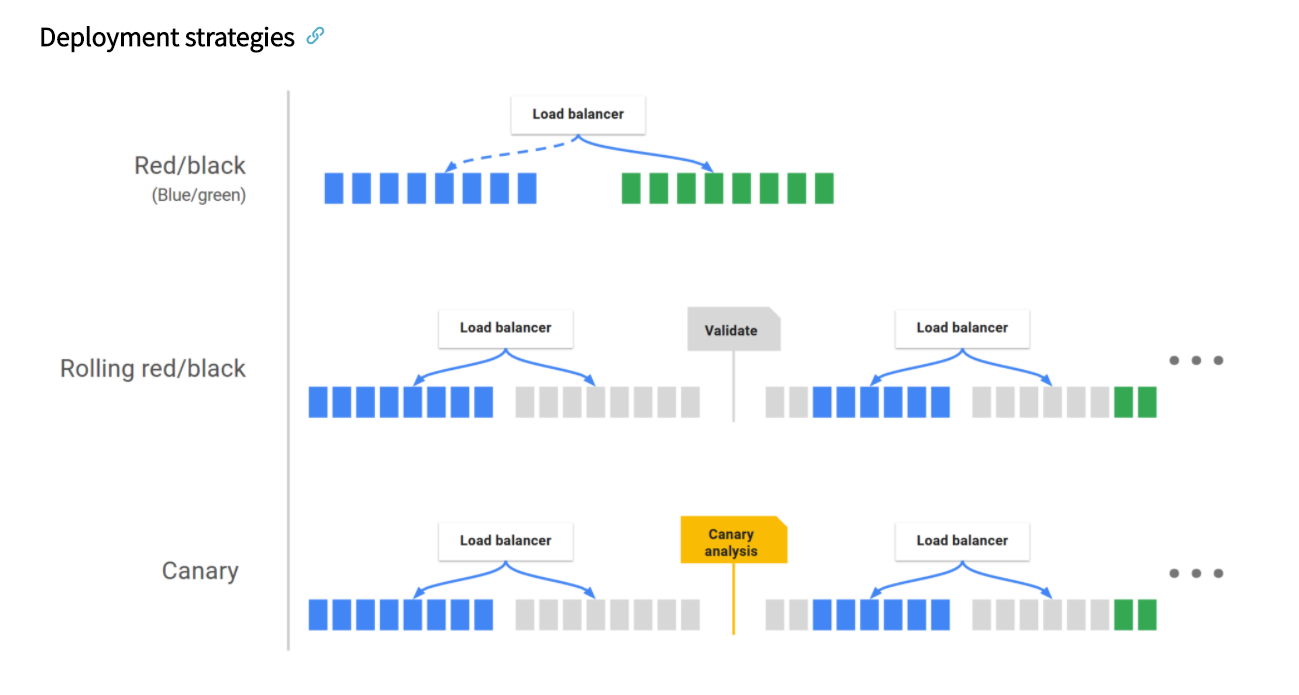 Deployment strategies
Load balancer
Red/black
(Blue/green)
Load balancer
Validate
Load balancer
Rolling red/black
Load balancer
Canary
analysis
Load balancer
Canary